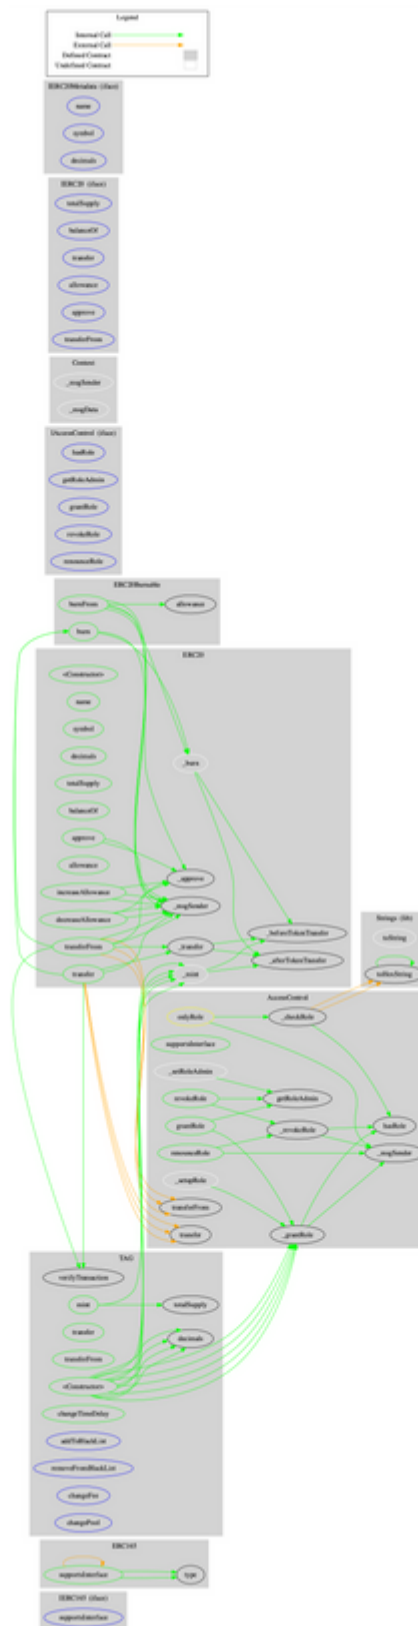 Legend
Internal Call
External Call
Defined Contract
Undefined Contract
IERC20Metadata (iface)
name
symbol
decimals
IERC20 (iface)
totalSupply
balanceOf
transfer
allowance
approve
transferFrom
Context
_msgSender
_msgData
IAccessControl (iface)
hasRole
getRoleAdmin
grantRole
revokeRole
renounceRole
ERC20Burnable
burnFrom
allowance
burn
ERC20
<Constructor>
name
symbol
decimals
_burn
totalSupply
balanceOf
approve
allowance
_approve
increaseAllowance
_msgSender
decreaseAllowance
_beforeTokenTransfer
transferFrom
_transfer
_afterTokenTransfer
transfer
_mint
Strings (lib)
toString
toHexString
AccessControl
onlyRole
_checkRole
supportsInterface
_setRoleAdmin
revokeRole
getRoleAdmin
grantRole
_revokeRole
hasRole
renounceRole
_msgSender
_setupRole
transferFrom
transfer
_grantRole
TAG
verifyTransaction
mint
totalSupply
transfer
decimals
transferFrom
<Constructor>
changeTimeDelay
addToBlackList
removeFromBlackList
changeFee
changePool
ERC165
supportsInterface
type
IERC165 (iface)
supportsInterface